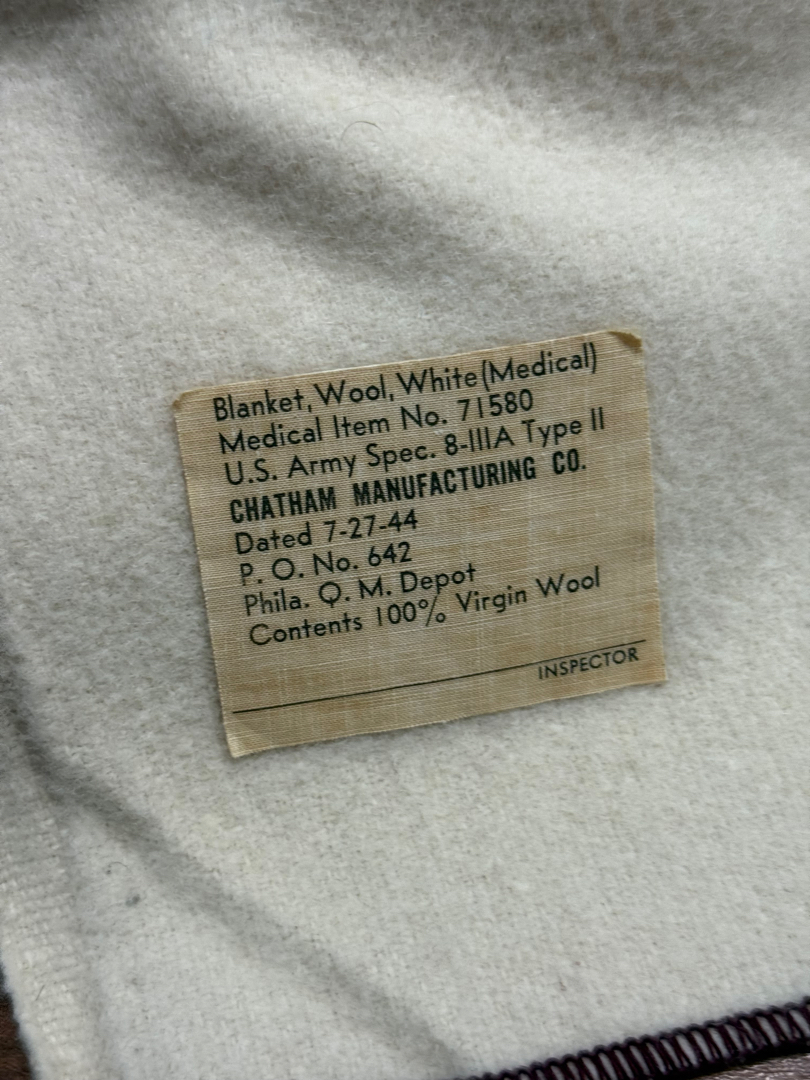 Blanket, Wool, White (Medical)
Medical Item No. 71580
U.S. Army Spec. 8-IIIA Type II
CHATHAM MANUFACTURING CO.
Dated 7-27-44
P. O. No. 642
Phila. Q. M. Depot
Contents 100% Virgin Wool
INSPECTOR